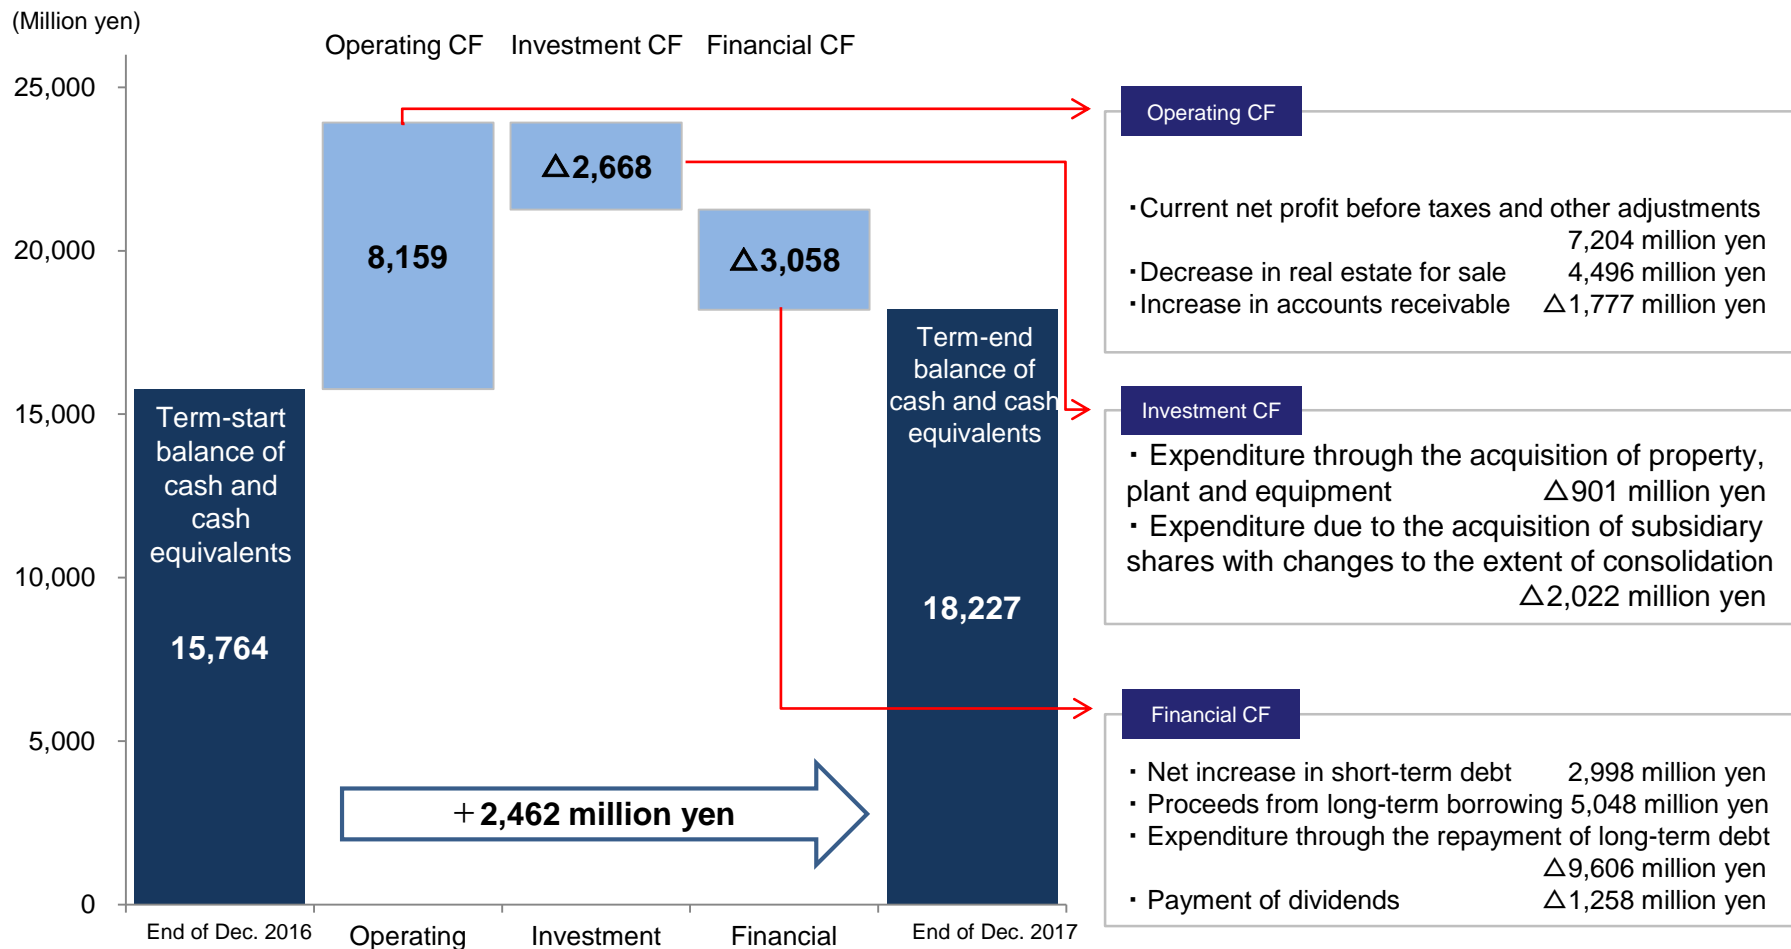 (Million yen)
Operating CF
Investment CF
Financial CF
25,000
20,000
15,000
10,000
5,000
0
8,159
△2,668
△3,058
Term-start
balance of
cash and
cash
equivalents
15,764
Term-end
balance of
cash and cash
equivalents
18,227
＋2,462 million yen
End of Dec. 2016
Operating
Investment
Financial
End of Dec. 2017
Operating CF
・Current net profit before taxes and other adjustments
7,204 million yen
・Decrease in real estate for sale 4,496 million yen
・Increase in accounts receivable △1,777 million yen
Investment CF
・ Expenditure through the acquisition of property,
plant and equipment △901 million yen
・ Expenditure due to the acquisition of subsidiary
shares with changes to the extent of consolidation
△2,022 million yen
Financial CF
・ Net increase in short-term debt 2,998 million yen
・ Proceeds from long-term borrowing 5,048 million yen
・ Expenditure through the repayment of long-term debt
△9,606 million yen
・ Payment of dividends △1,258 million yen